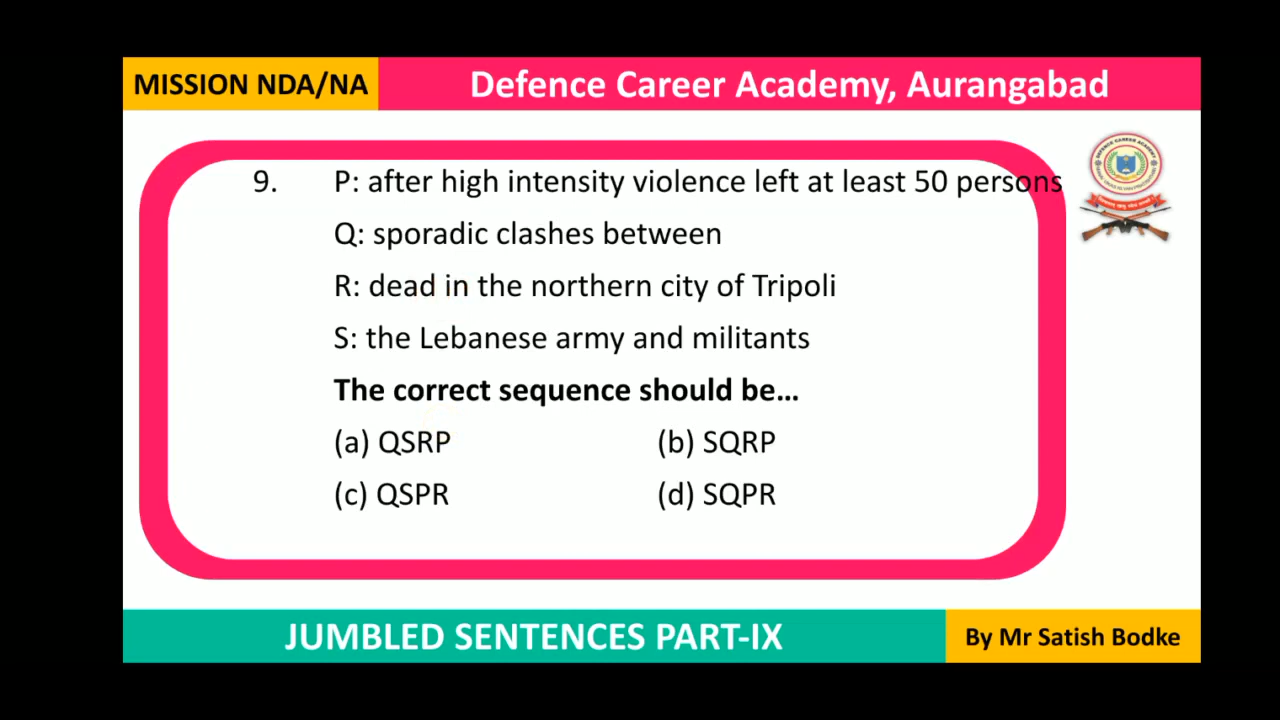 MISSION NDA/NA
Defence Career Academy, Aurangabad
9. P: after high intensity violence left at least 50 persons
Q: sporadic clashes between
R: dead in the northern city of Tripoli
S: the Lebanese army and militants
The correct sequence should be...
(a) QSRP (b) SQRP
(c) QSPR (d) SQPR
JUMBLED SENTENCES PART-IX
By Mr Satish Bodke